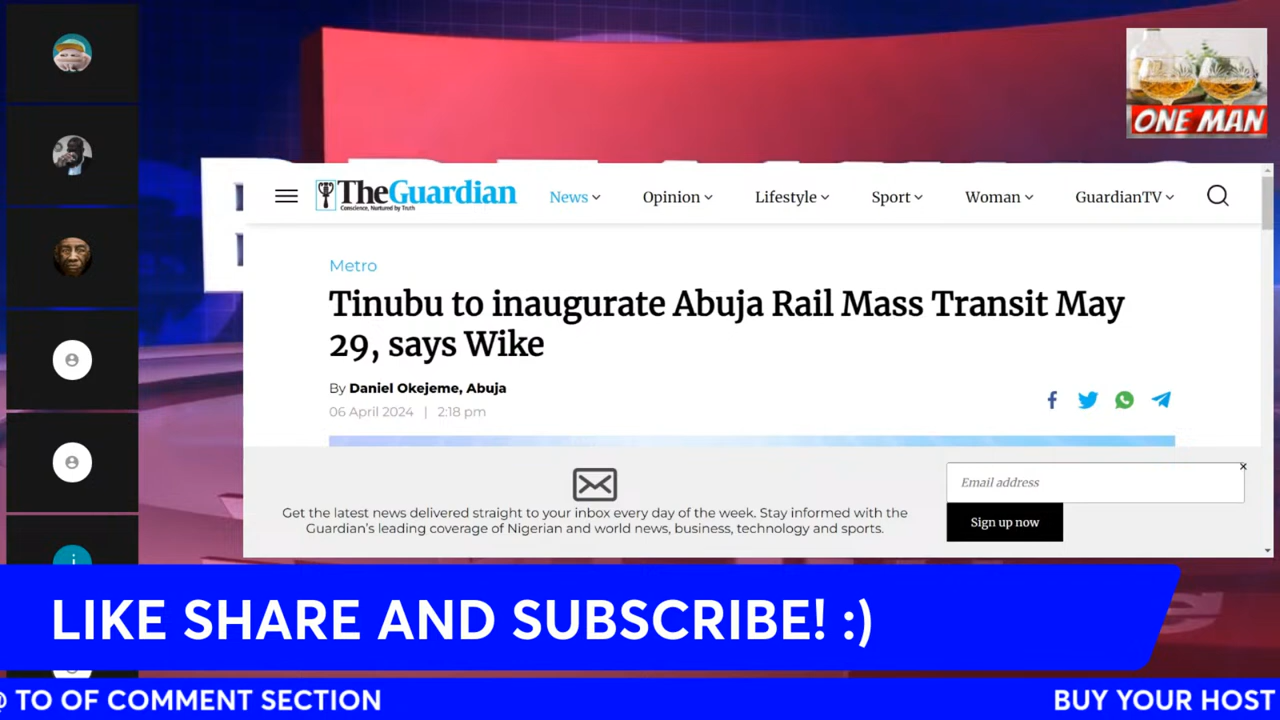 ONE MAN
TheGuardian
Conscience, Nurtured by Truth
News
Opinion
Lifestyle
Sport
Woman
GuardianTV
Metro
Tinubu to inaugurate Abuja Rail Mass Transit May
29, says Wike
By Daniel Okejeme, Abuja
06 April 2024 | 2:18 pm
Get the latest news delivered straight to your inbox every day of the week. Stay informed with the
Guardian's leading coverage of Nigerian and world news, business, technology and sports.
Email address
Sign up now
i
LIKE SHARE AND SUBSCRIBE! :)
@ TO OF COMMENT SECTION
BUY YOUR HOST